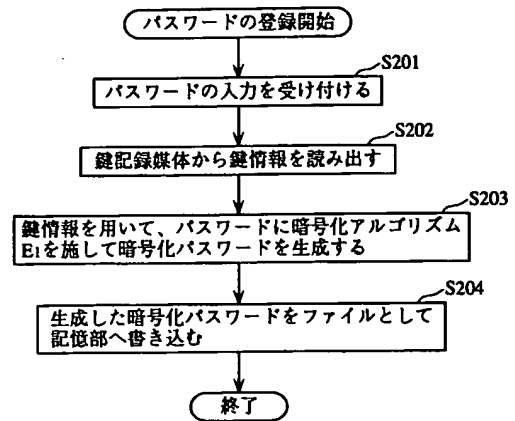 パスワードの登録開始
S201
パスワードの入力を受け付ける
S202
鍵記録媒体から鍵情報を読み出す
S203
鍵情報を用いて、パスワードに暗号化アルゴリズム
E1を施して暗号化パスワードを生成する
S204
生成した暗号化パスワードをファイルとして
記憶部へ書き込む
終了